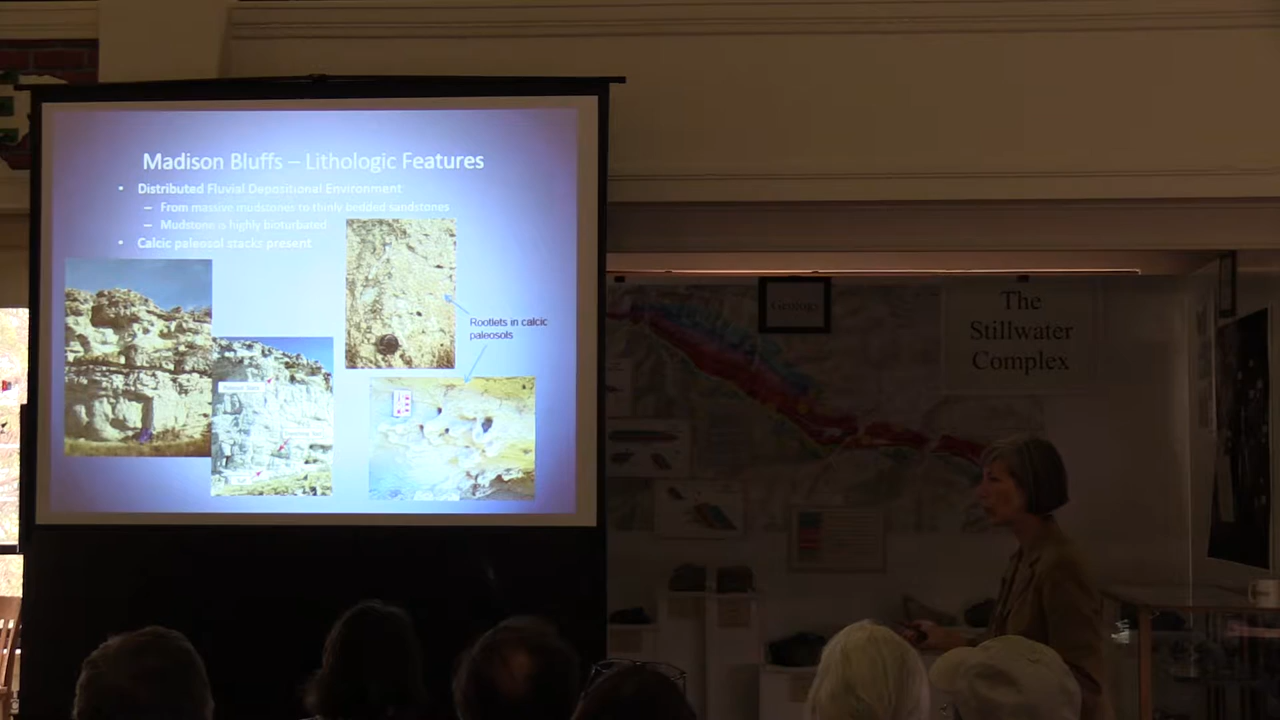 Madison Bluffs – Lithologic Features
• Distributed Fluvial Depositional Environment
– From massive mudstones to thinly bedded sandstones
– Mudstone is highly bioturbated
• Calcic paleosol stacks present
Rootlets in calcic
paleosols
The
Stillwater
Complex